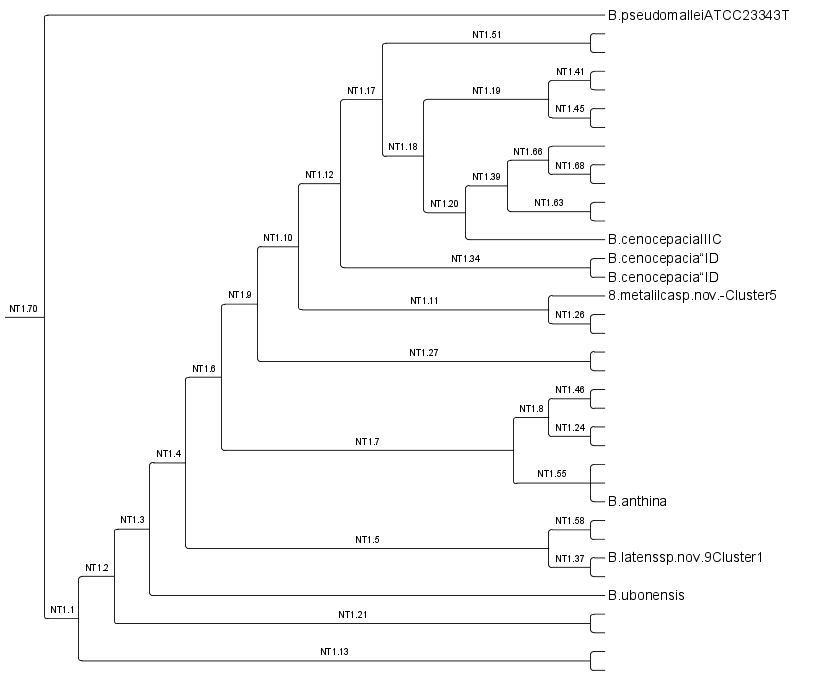 B.pseudomalleiATCC23343T
NT1.51
NT1.41
NT1.17
NT1.19
NT1.45
NT1.18
NT1.66
NT1.68
NT1.12
NT1.39
NT1.20
NT1.63
NT1.10
B.cenocepaciaIIIC
NT1.34
B.cenocepacia"ID
B.cenocepacia"ID
NT1.9
NT1.11
8.metalilcasp.nov.-Cluster5
NT1.70
NT1.26
NT1.27
NT1.6
NT1.46
NT1.8
NT1.24
NT1.7
NT1.4
NT1.55
B.anthina
NT1.3
NT1.58
NT1.5
NT1.37
B.latenssp.nov.9Cluster1
NT1.2
B.ubonensis
NT1.1
NT1.21
NT1.13